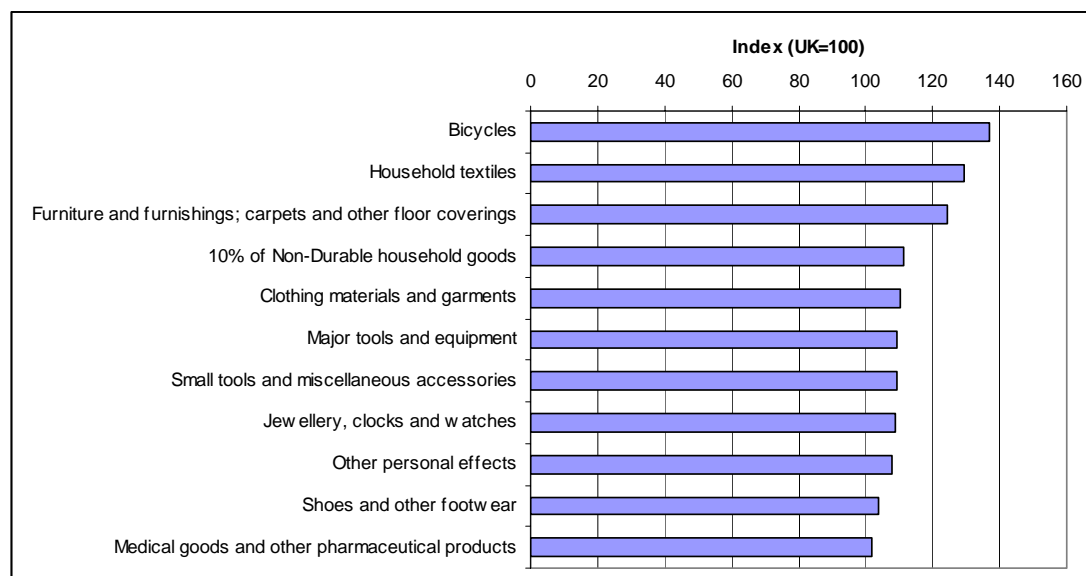 Index (UK=100)
0 20 40 60 80 100 120 140 160
Bicycles
Household textiles
Furniture and furnishings; carpets and other floor coverings
10% of Non-Durable household goods
Clothing materials and garments
Major tools and equipment
Small tools and miscellaneous accessories
Jewellery, clocks and watches
Other personal effects
Shoes and other footwear
Medical goods and other pharmaceutical products